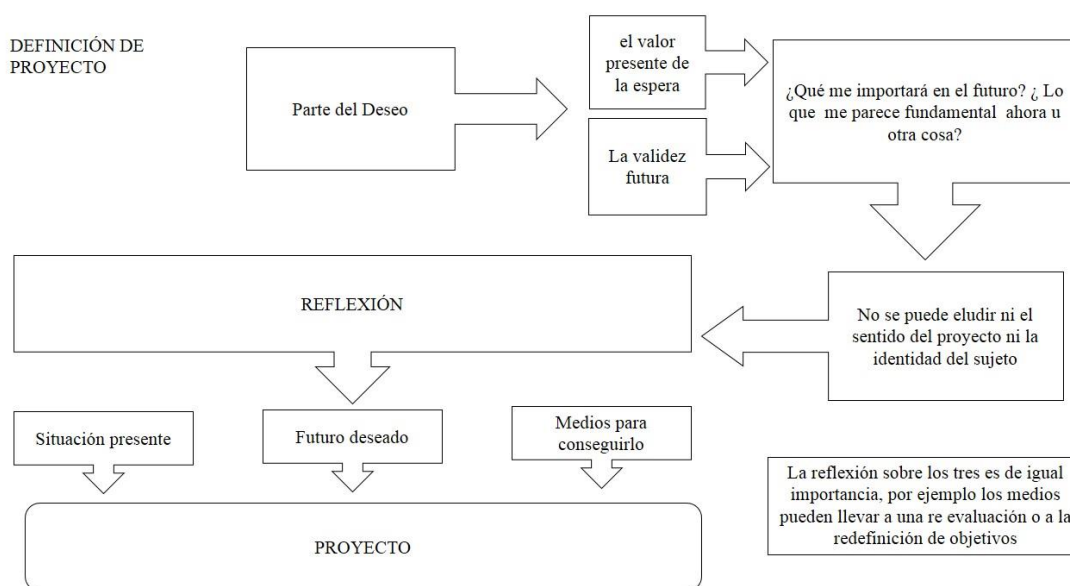 DEFINICIÓN DE
PROYECTO
Parte del Deseo
el valor
presente de
la espera
La validez
futura
¿Qué me importará en el futuro? ¿ Lo
que me parece fundamental ahora u
otra cosa?
No se puede eludir ni el
sentido del proyecto ni la
identidad del sujeto
REFLEXIÓN
Situación presente
Futuro deseado
Medios para
conseguirlo
La reflexión sobre los tres es de igual
importancia, por ejemplo los medios
pueden llevar a una re evaluación o a la
redefinición de objetivos
PROYECTO